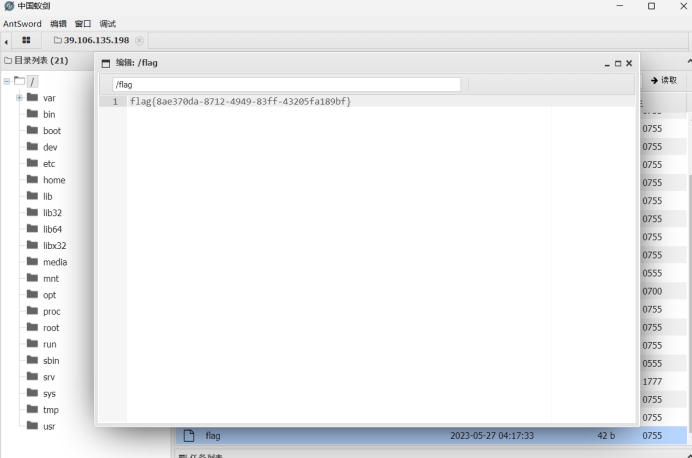 中国蚁剑
AntSword 编辑 窗口 调试
39.106.135.198
目录列表 (21)
编辑: /flag
/flag
读取
1 flag{8ae370da-8712-4949-83ff-43205fa189bf}
/
var
bin
boot
dev
etc
home
lib
lib32
lib64
libx32
media
mnt
opt
proc
root
run
sbin
srv
sys
tmp
usr
0755
0755
0755
0755
0755
0755
0755
0755
0555
0700
0755
0755
0755
0555
1777
0755
0755
flag 2023-05-27 04:17:33 42 b 0755
任务列表